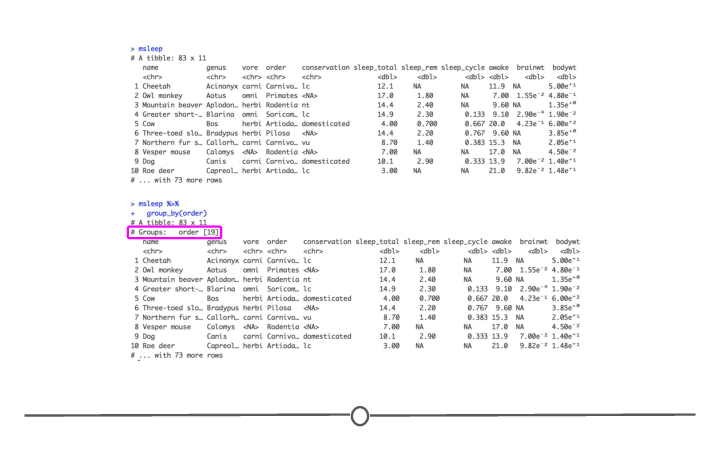 > msleep
# A tibble: 83 x 11
name genus vore order conservation sleep_total sleep_rem sleep_cycle awake brainwt bodywt
<chr> <chr> <chr> <chr> <chr> <dbl> <dbl> <dbl> <dbl> <dbl> <dbl>
1 Cheetah Acinonyx carni Carnivo… lc 12.1 NA NA 11.9 NA 5.00e⁺¹
2 Owl monkey Aotus omni Primates <NA> 17.0 1.80 NA 7.00 1.55e⁻² 4.80e⁻¹
3 Mountain beaver Aplodon… herbi Rodentia nt 14.4 2.40 NA 9.60 NA 1.35e⁺⁰
4 Greater short-… Blarina omni Soricom… lc 14.9 2.30 0.133 9.10 2.90e⁻⁴ 1.90e⁻²
5 Cow Bos herbi Artioda… domesticated 4.00 0.700 0.667 20.0 4.23e⁻¹ 6.00e⁺²
6 Three-toed slo… Bradypus herbi Pilosa <NA> 14.4 2.20 0.767 9.60 NA 3.85e⁺⁰
7 Northern fur s… Callorh… carni Carnivo… vu 8.70 1.40 0.383 15.3 NA 2.05e⁺¹
8 Vesper mouse Calomys <NA> Rodentia <NA> 7.00 NA NA 17.0 NA 4.50e⁻²
9 Dog Canis carni Carnivo… domesticated 10.1 2.90 0.333 13.9 7.00e⁻² 1.40e⁺¹
10 Roe deer Capreol… herbi Artioda… lc 3.00 NA NA 21.0 9.82e⁻² 1.48e⁺¹
# ... with 73 more rows
> msleep %>%
+ group_by(order)
# A tibble: 83 x 11
# Groups: order [19]
name genus vore order conservation sleep_total sleep_rem sleep_cycle awake brainwt bodywt
<chr> <chr> <chr> <chr> <chr> <dbl> <dbl> <dbl> <dbl> <dbl> <dbl>
1 Cheetah Acinonyx carni Carnivo… lc 12.1 NA NA 11.9 NA 5.00e⁺¹
2 Owl monkey Aotus omni Primates <NA> 17.0 1.80 NA 7.00 1.55e⁻² 4.80e⁻¹
3 Mountain beaver Aplodon… herbi Rodentia nt 14.4 2.40 NA 9.60 NA 1.35e⁺⁰
4 Greater short-… Blarina omni Soricom… lc 14.9 2.30 0.133 9.10 2.90e⁻⁴ 1.90e⁻²
5 Cow Bos herbi Artioda… domesticated 4.00 0.700 0.667 20.0 4.23e⁻¹ 6.00e⁺²
6 Three-toed slo… Bradypus herbi Pilosa <NA> 14.4 2.20 0.767 9.60 NA 3.85e⁺⁰
7 Northern fur s… Callorh… carni Carnivo… vu 8.70 1.40 0.383 15.3 NA 2.05e⁺¹
8 Vesper mouse Calomys <NA> Rodentia <NA> 7.00 NA NA 17.0 NA 4.50e⁻²
9 Dog Canis carni Carnivo… domesticated 10.1 2.90 0.333 13.9 7.00e⁻² 1.40e⁺¹
10 Roe deer Capreol… herbi Artioda… lc 3.00 NA NA 21.0 9.82e⁻² 1.48e⁺¹
# ... with 73 more rows